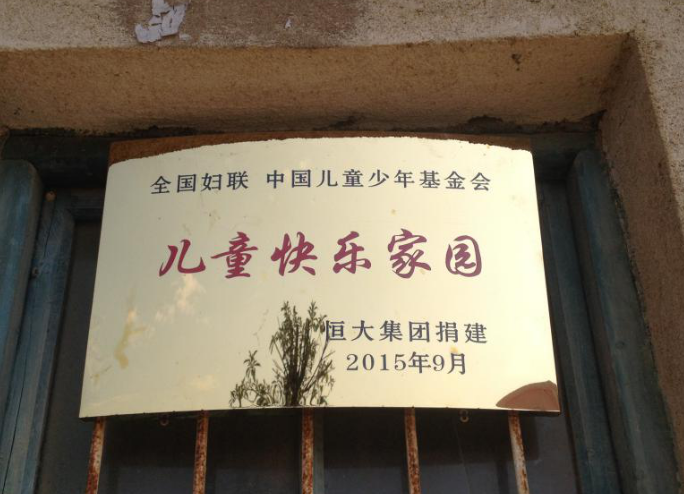 全国妇联 中国儿童少年基金会
儿童快乐家园
恒大集团捐建
2015年9月